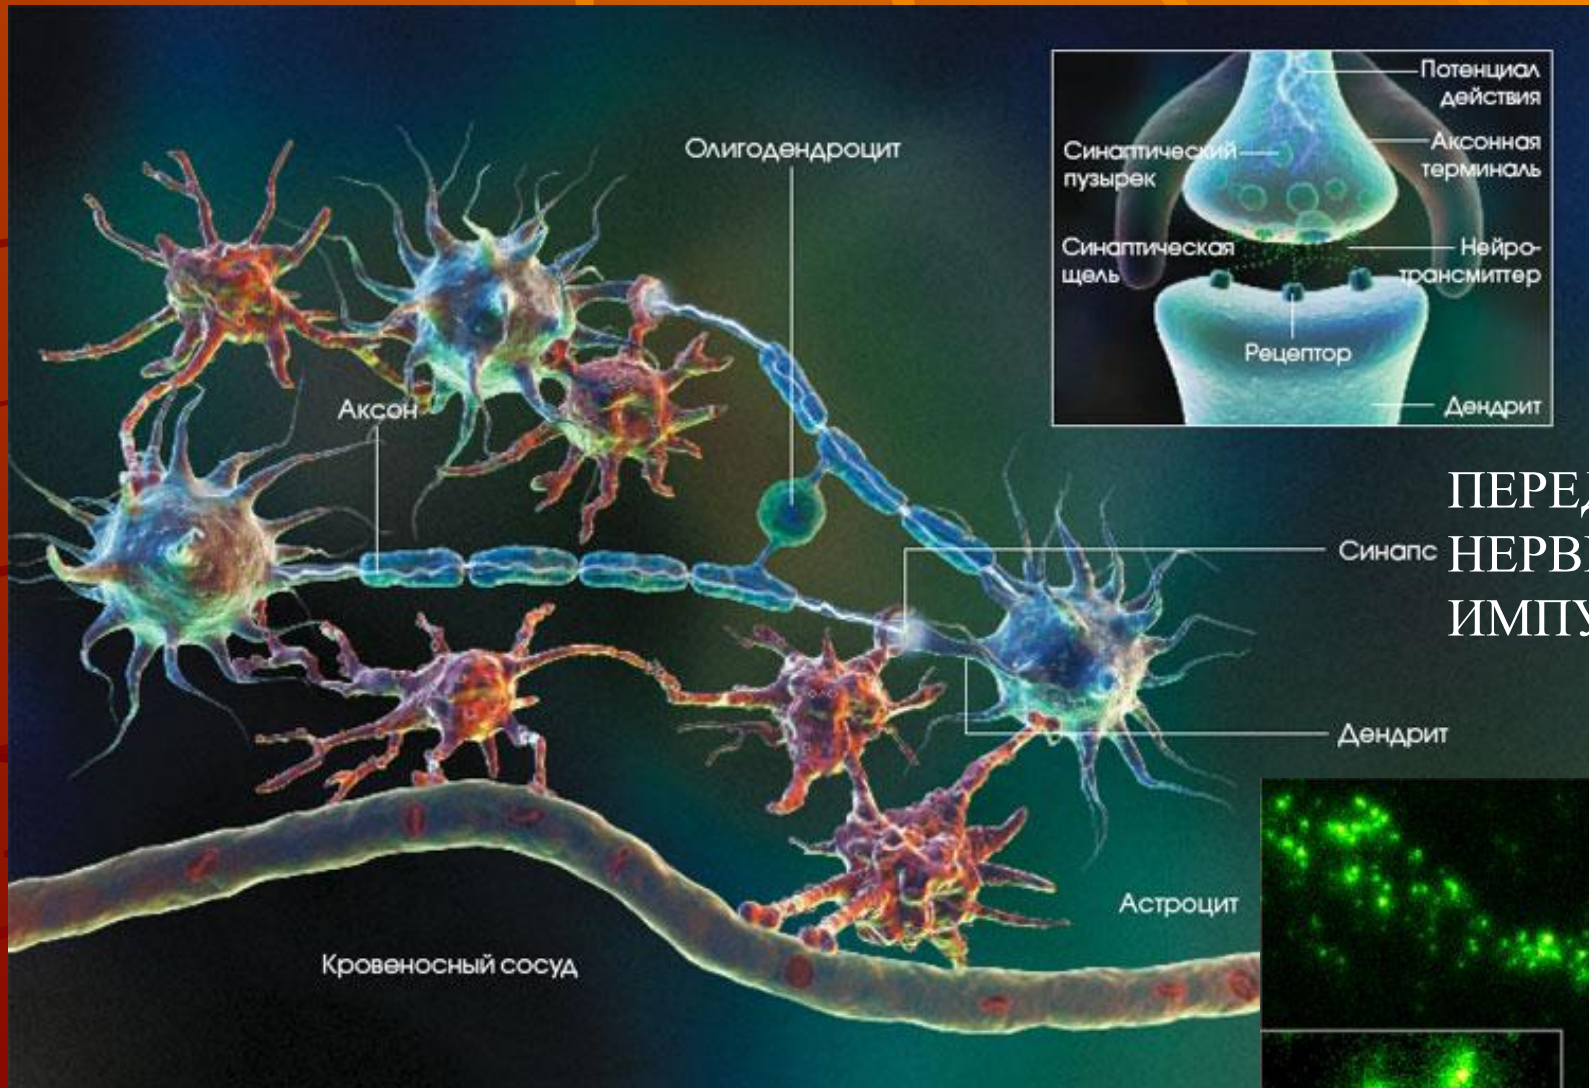 Потенциал
действия
Синаптический
пузырек
Аксонная
терминаль
Синаптическая
щель
Нейро-
трансмиттер
Рецептор
Дендрит
Олигодендроцит
Аксон
Синапс
Дендрит
Астроцит
Кровеносный сосуд